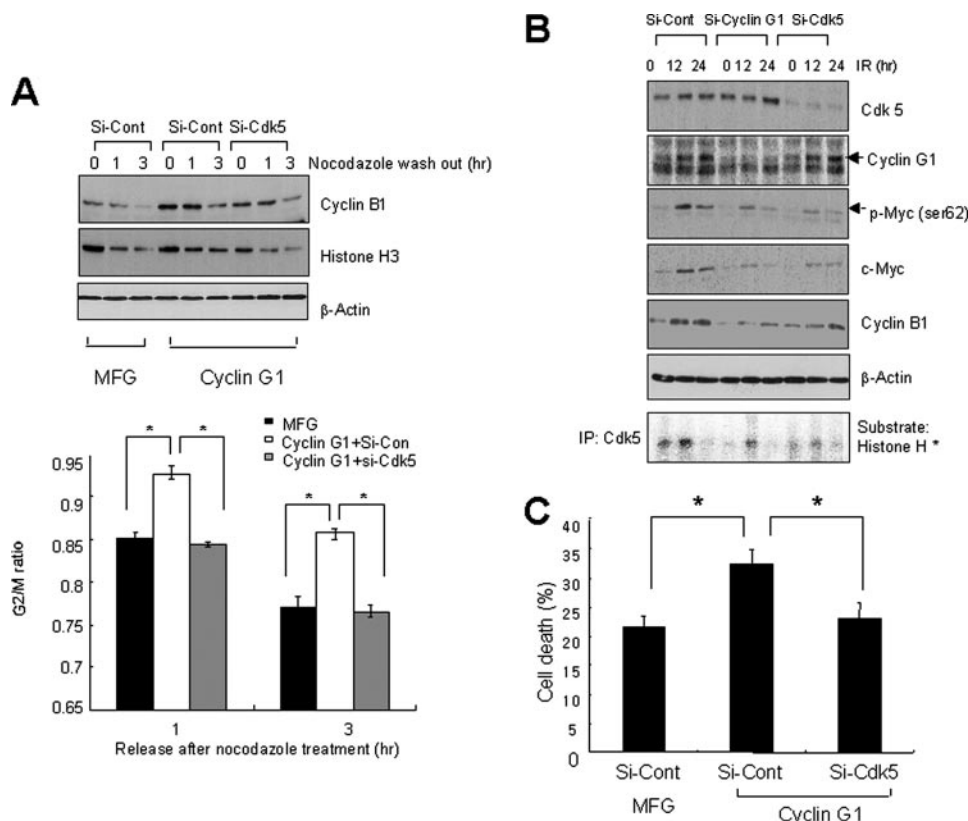 A
Si-Cont Si-Cont Si-Cdk5
0 1 3 0 1 3 0 1 3 Nocodazole wash out (hr)
Cyclin B1
Histone H3
β-Actin
MFG Cyclin G1
MFG
Cyclin G1+Si-Con
Cyclin G1+si-Cdk5
* * * *
0.95
0.9
0.85
0.8
0.75
0.7
0.65
G2/M ratio
1 3
Release after nocodazole treatment (hr)
B
Si-Cont Si-Cyclin G1 Si-Cdk5
0 12 24 0 12 24 0 12 24 IR (hr)
Cdk 5
Cyclin G1
p-Myc (ser62)
c-Myc
Cyclin B1
β-Actin
IP: Cdk5
Substrate:
Histone H *
C
* *
40
35
30
25
20
15
10
5
0
Cell death (%)
Si-Cont Si-Cont Si-Cdk5
MFG Cyclin G1